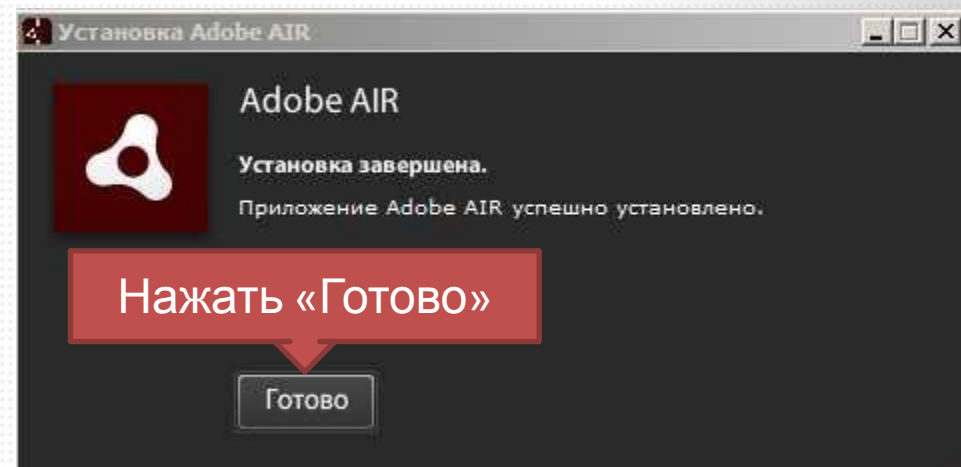 Установка Adobe AIR
Adobe AIR
Установка завершена.
Приложение Adobe AIR успешно установлено.
Нажать «Готово»
Готово